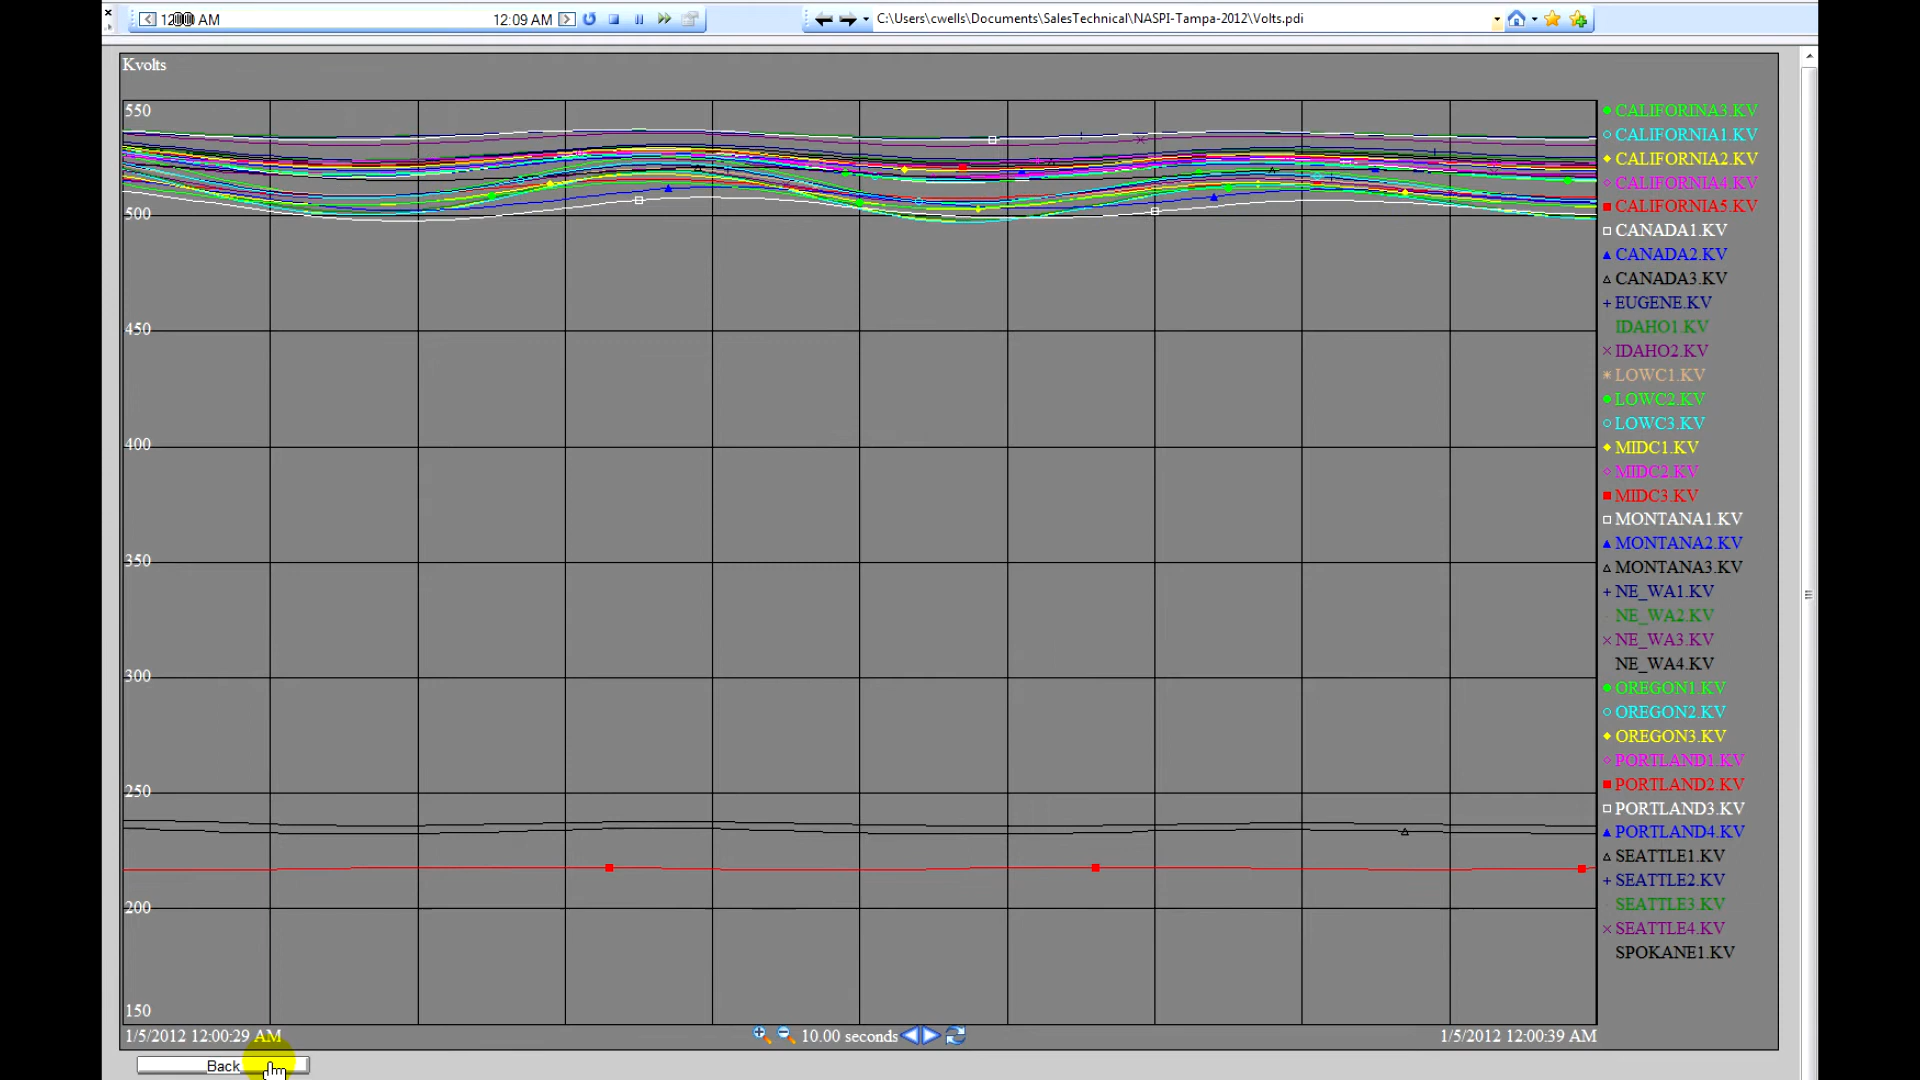 12:00 AM
12:09 AM
C:\Users\cwells\Documents\SalesTechnical\NASPI-Tampa-2012\Volts.pdi
Kvolts
550
500
450
400
350
300
250
200
150
CALIFORINA3.KV
CALIFORNIA1.KV
CALIFORNIA2.KV
CALIFORNIA4.KV
CALIFORNIA5.KV
CANADA1.KV
CANADA2.KV
CANADA3.KV
EUGENE.KV
IDAHO1.KV
IDAHO2.KV
LOWC1.KV
LOWC2.KV
LOWC3.KV
MIDC1.KV
MIDC2.KV
MIDC3.KV
MONTANA1.KV
MONTANA2.KV
MONTANA3.KV
NE_WA1.KV
NE_WA2.KV
NE_WA3.KV
NE_WA4.KV
OREGON1.KV
OREGON2.KV
OREGON3.KV
PORTLAND1.KV
PORTLAND2.KV
PORTLAND3.KV
PORTLAND4.KV
SEATTLE1.KV
SEATTLE2.KV
SEATTLE3.KV
SEATTLE4.KV
SPOKANE1.KV
1/5/2012 12:00:29 AM
10.00 seconds
1/5/2012 12:00:39 AM
Back